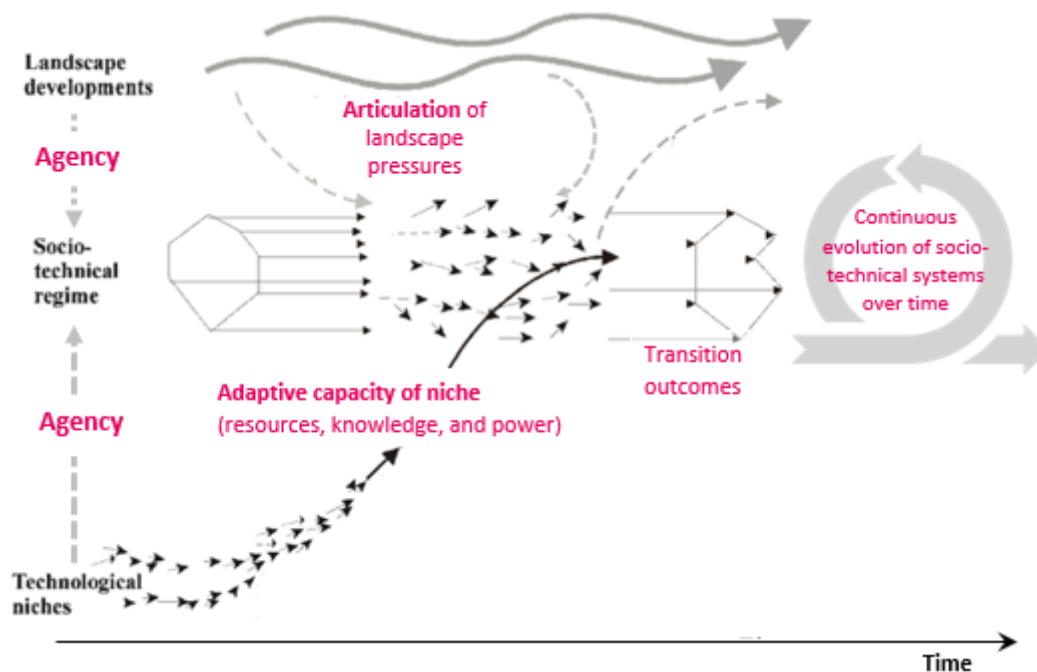 Landscape
developments
Articulation of
landscape
pressures
Agency
Socio-
technical
regime
Continuous
evolution of socio-
technical systems
over time
Transition
outcomes
Adaptive capacity of niche
(resources, knowledge, and power)
Agency
Technological
niches
Time